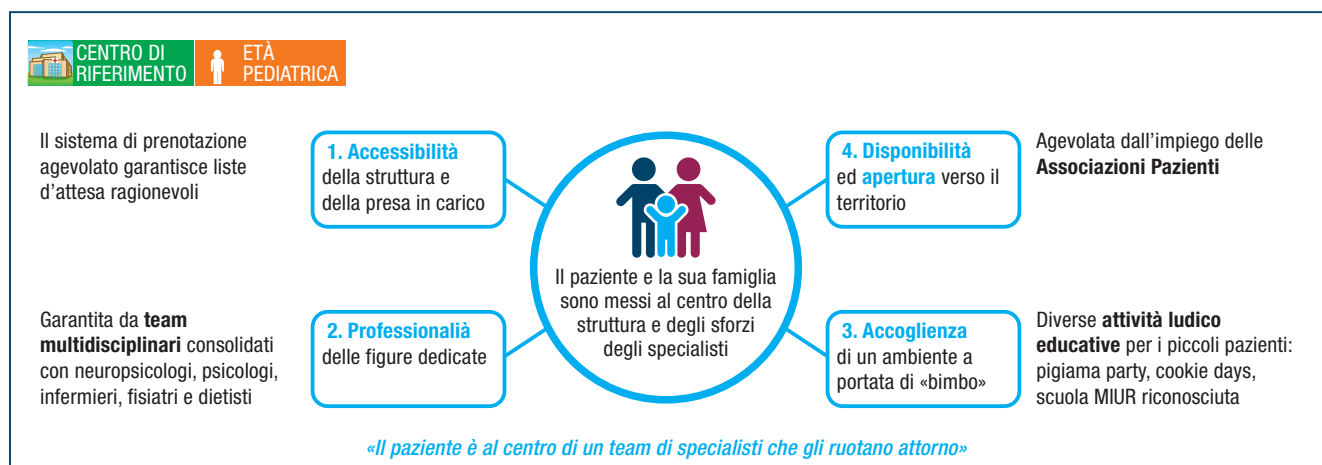 CENTRO DI
RIFERIMENTO
ETÀ
PEDIATRICA
Il sistema di prenotazione
agevolato garantisce liste
d'attesa ragionevoli
1. Accessibilità
della struttura e
della presa in carico
Garantita da team
multidisciplinari consolidati
con neuropsicologi, psicologi,
infermieri, fisiatri e dietisti
2. Professionalià
delle figure dedicate
Il paziente e la sua famiglia
sono messi al centro della
struttura e degli sforzi
degli specialisti
4. Disponibilità
ed apertura verso il
territorio
Agevolata dall'impiego delle
Associazioni Pazienti
3. Accoglienza
di un ambiente a
portata di «bimbo»
Diverse attività ludico
educative per i piccoli pazienti:
pigiama party, cookie days,
scuola MIUR riconosciuta
«Il paziente è al centro di un team di specialisti che gli ruotano attorno»